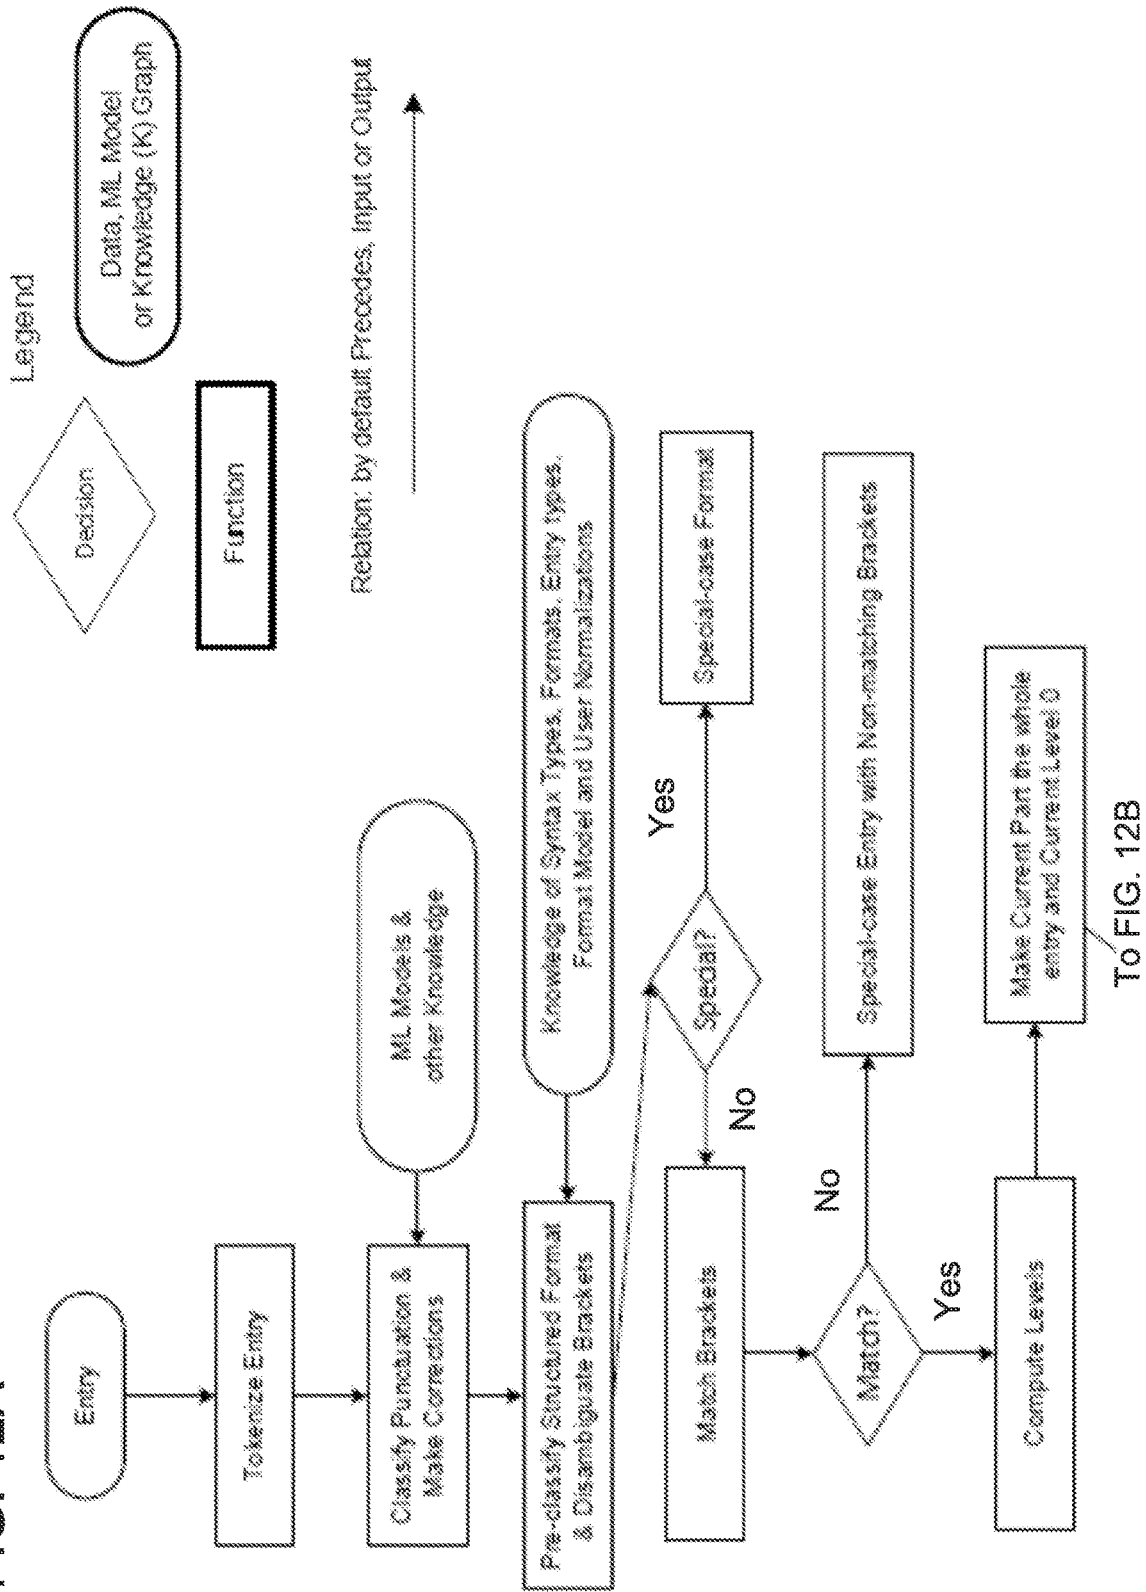 Legend
Decision
Data, ML Model
or Knowledge (K) Graph
Function
Relation: by default Precedes, Input or Output
Entry
Tokenize Entry
Classify Punctuation &
Make Corrections
ML Models &
other Knowledge
Pre-classify Structured Format
& Disambiguate Brackets
Knowledge of Syntax Types, Formats, Entry types,
Format Model and User Normalizations
Special?
Yes
Special-case Format
No
Match Brackets
Match?
No
Special-case Entry with Non-matching Brackets
Yes
Compute Levels
Make Current Part the whole
entry and Current Level 0
To FIG. 12B